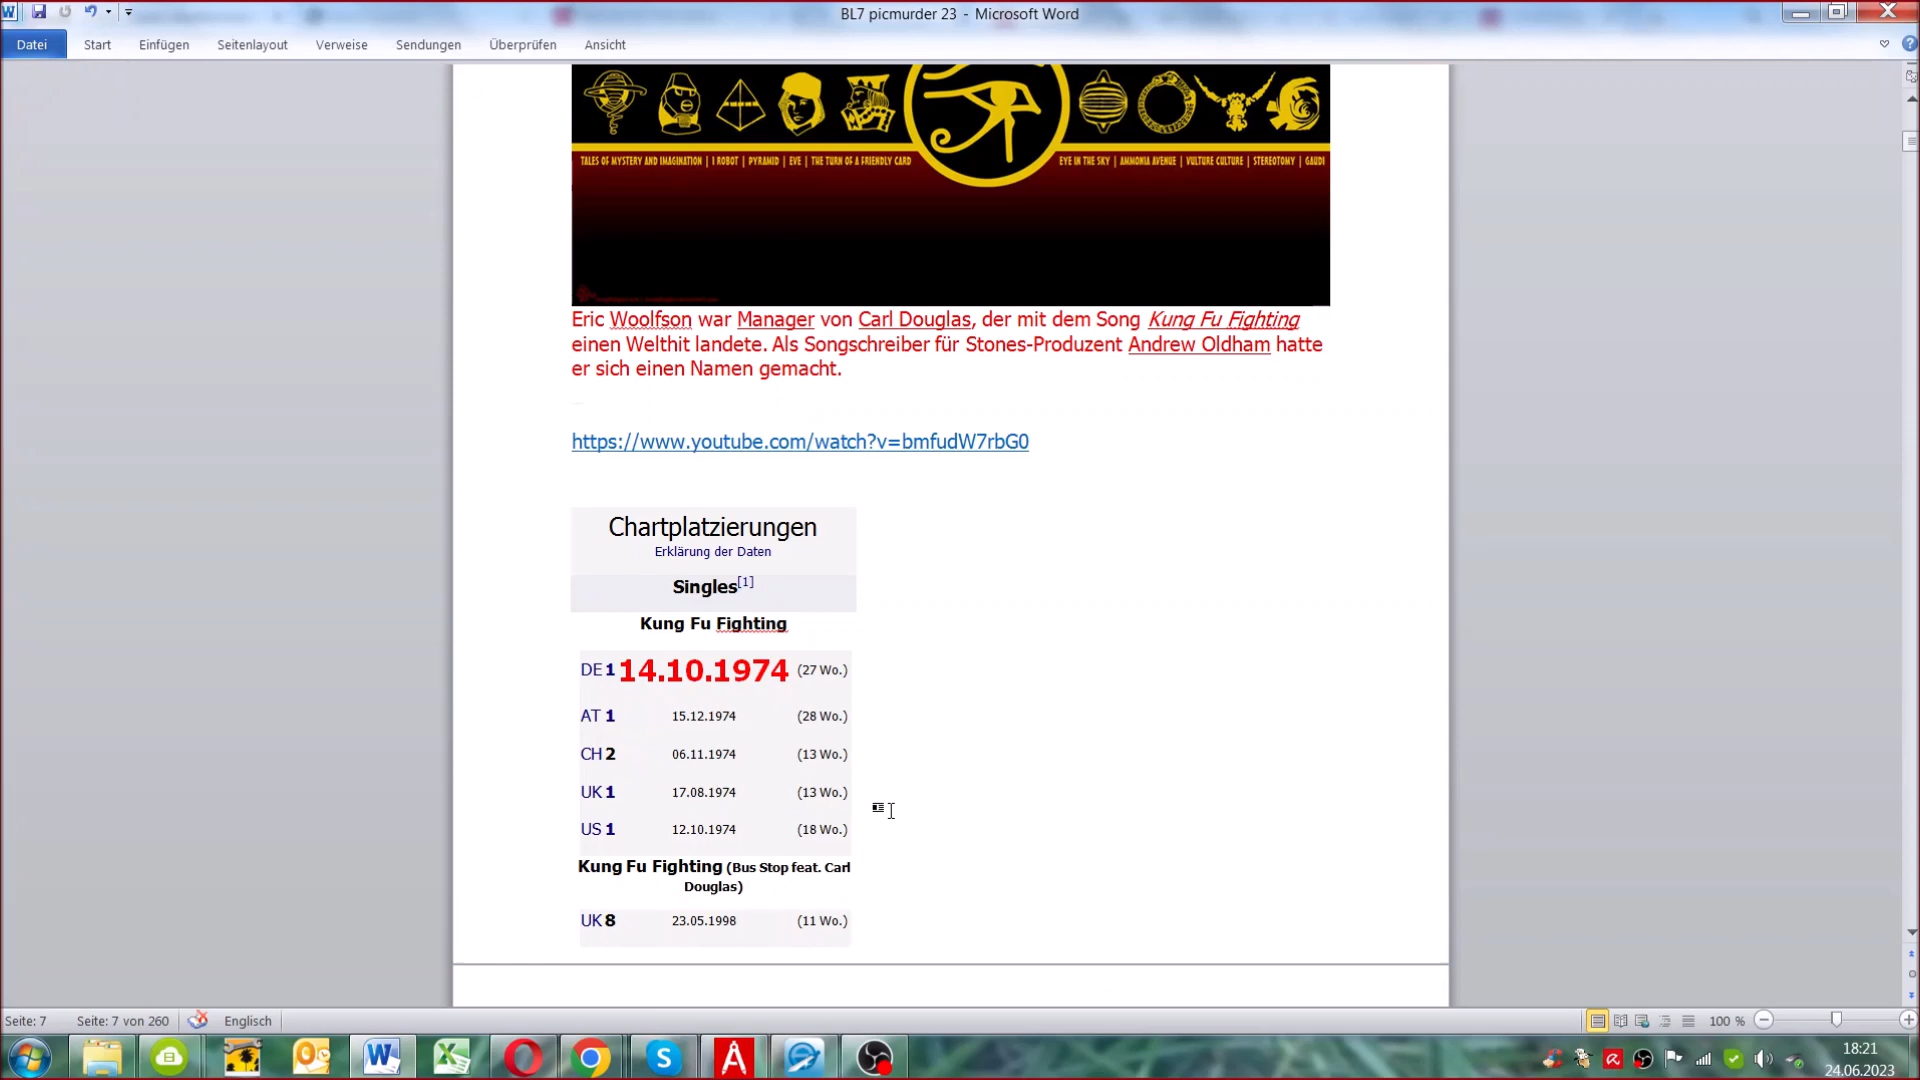 BL7 picmurder 23 - Microsoft Word
Datei Start Einfügen Seitenlayout Verweise Sendungen Überprüfen Ansicht
TALES OF MYSTERY AND IMAGINATION | I ROBOT | PYRAMID | EVE | THE TURN OF A FRIENDLY CARD
EYE IN THE SKY | AMMONIA AVENUE | VULTURE CULTURE | STEREOTOMY | GAUDI
Eric Woolfson war Manager von Carl Douglas, der mit dem Song Kung Fu Fighting
einen Welthit landete. Als Songschreiber für Stones-Produzent Andrew Oldham hatte
er sich einen Namen gemacht.
https://www.youtube.com/watch?v=bmfudW7rbG0
Chartplatzierungen
Erklärung der Daten
Singles[1]
Kung Fu Fighting
DE 1 14.10.1974 (27 Wo.)
AT 1 15.12.1974 (28 Wo.)
CH 2 06.11.1974 (13 Wo.)
UK 1 17.08.1974 (13 Wo.)
US 1 12.10.1974 (18 Wo.)
Kung Fu Fighting (Bus Stop feat. Carl
Douglas)
UK 8 23.05.1998 (11 Wo.)
Seite: 7 Seite: 7 von 260 Englisch 100 %
18:21
24.06.2023